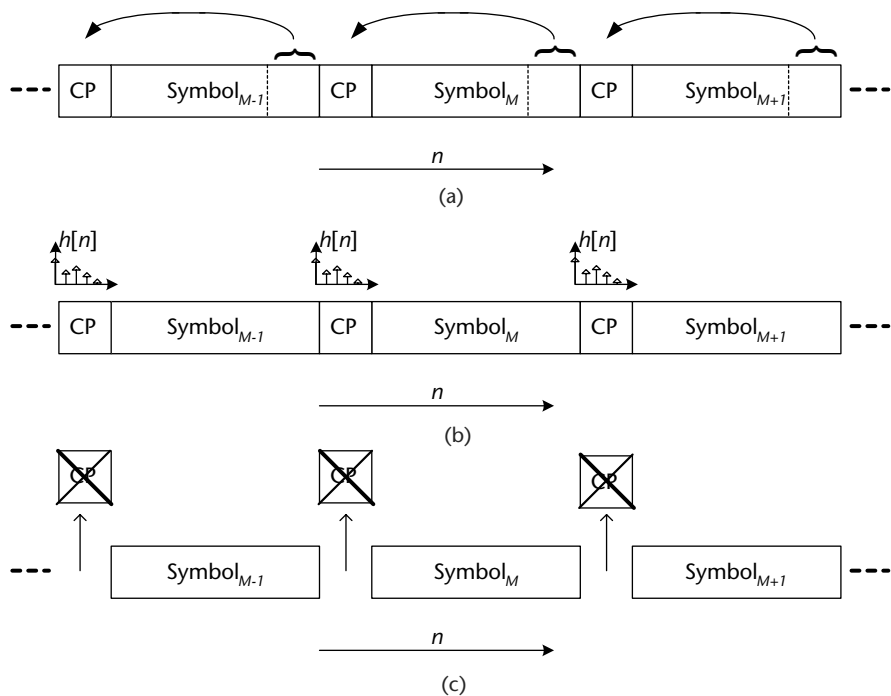 CP Symbol_{M-1} CP Symbol_M CP Symbol_{M+1}
n
(a)
h[n] h[n] h[n]
CP Symbol_{M-1} CP Symbol_M CP Symbol_{M+1}
n
(b)
CP CP CP
Symbol_{M-1} Symbol_M Symbol_{M+1}
n
(c)